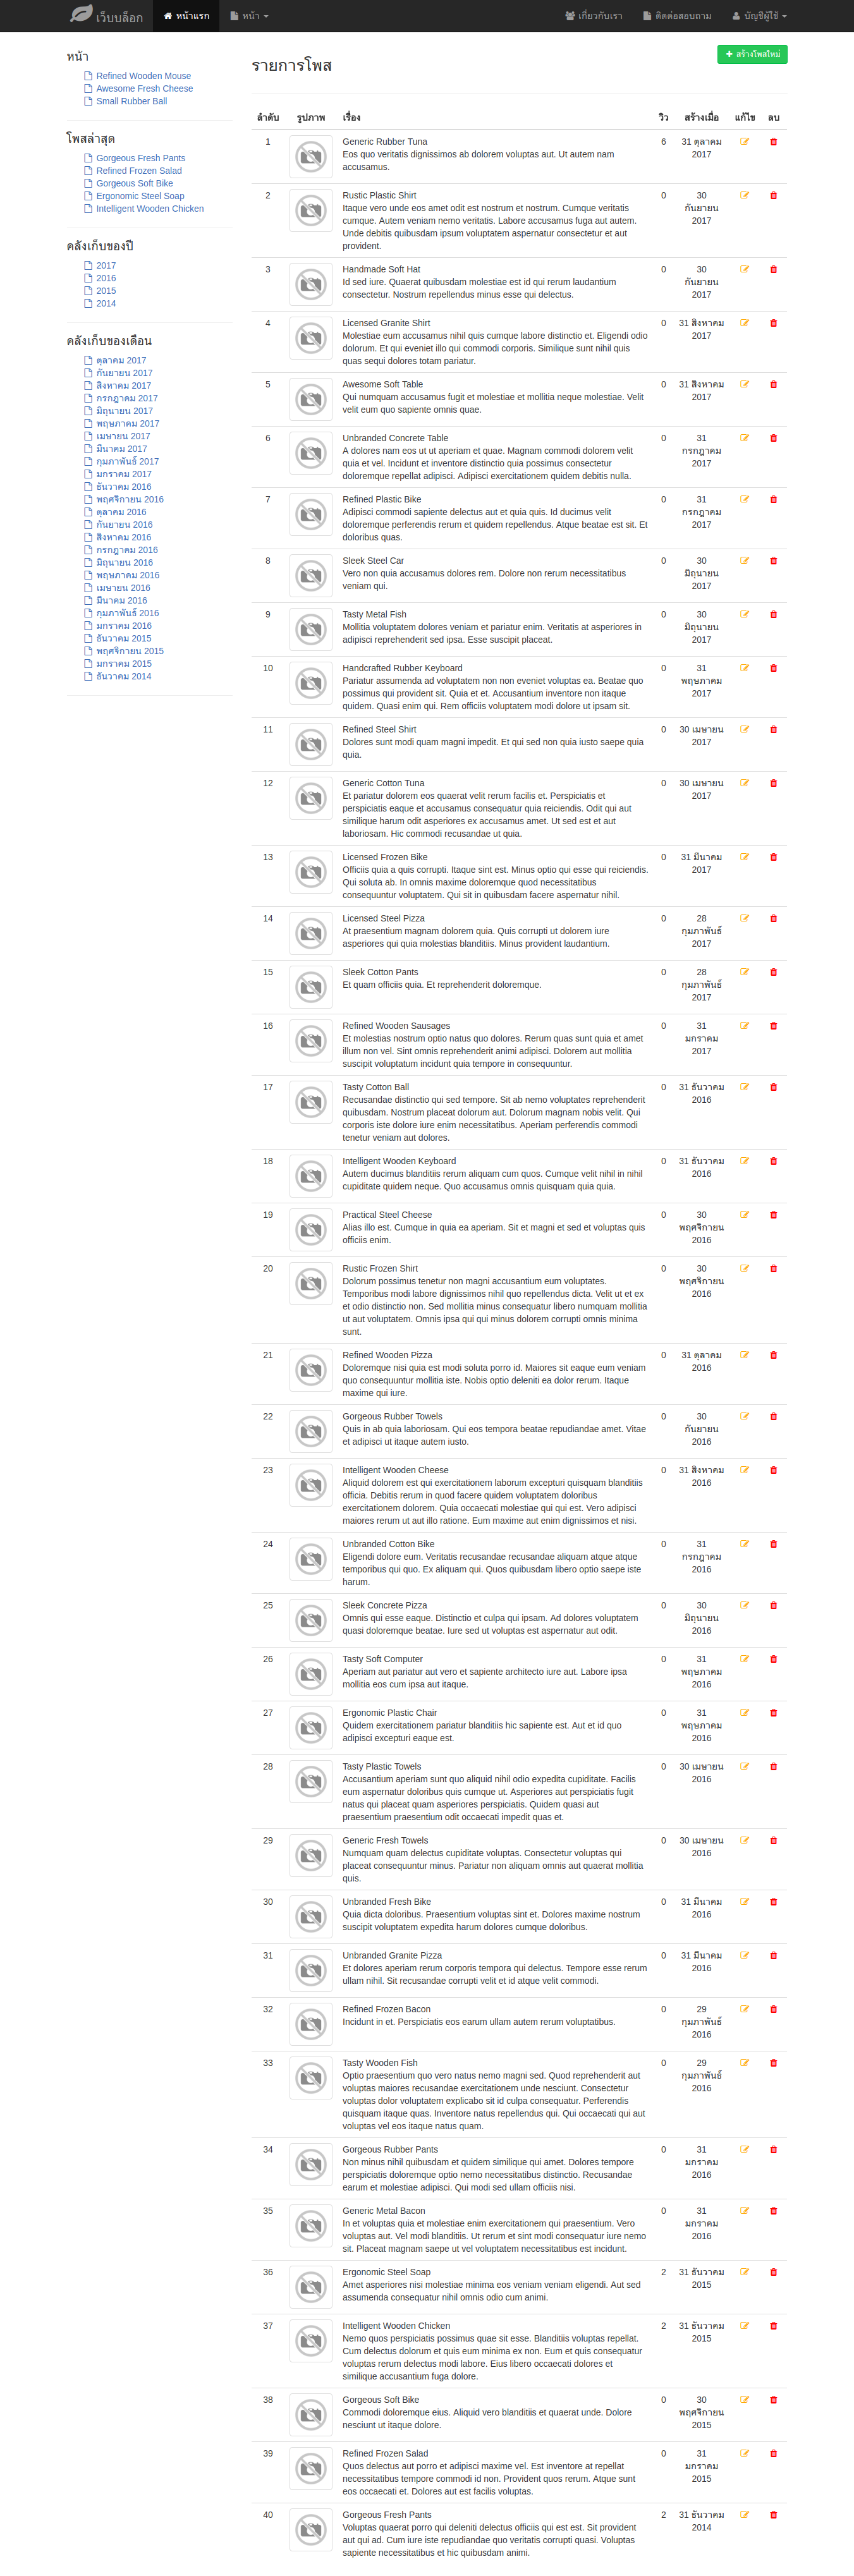 เว็บบล็อก หน้าแรก หน้า เกี่ยวกับเรา ติดต่อสอบถาม บัญชีผู้ใช้
หน้า
Refined Wooden Mouse
Awesome Fresh Cheese
Small Rubber Ball
โพสล่าสุด
Gorgeous Fresh Pants
Refined Frozen Salad
Gorgeous Soft Bike
Ergonomic Steel Soap
Intelligent Wooden Chicken
คลังเก็บของปี
2017
2016
2015
2014
คลังเก็บของเดือน
ตุลาคม 2017
กันยายน 2017
สิงหาคม 2017
กรกฎาคม 2017
มิถุนายน 2017
พฤษภาคม 2017
เมษายน 2017
มีนาคม 2017
กุมภาพันธ์ 2017
มกราคม 2017
ธันวาคม 2016
พฤศจิกายน 2016
ตุลาคม 2016
กันยายน 2016
สิงหาคม 2016
กรกฎาคม 2016
มิถุนายน 2016
พฤษภาคม 2016
เมษายน 2016
มีนาคม 2016
กุมภาพันธ์ 2016
มกราคม 2016
ธันวาคม 2015
พฤศจิกายน 2015
มกราคม 2015
ธันวาคม 2014
รายการโพส
สร้างโพสใหม่
ลำดับ รูปภาพ เรื่อง วิว สร้างเมื่อ แก้ไข ลบ
1 Generic Rubber Tuna 6 31 ตุลาคม
Eos quo veritatis dignissimos ab dolorem voluptas aut. Ut autem nam 2017
accusamus.
2 Rustic Plastic Shirt 0 30
Itaque vero unde eos amet odit est nostrum et nostrum. Cumque veritatis กันยายน
cumque. Autem veniam nemo veritatis. Labore accusamus fuga aut autem. 2017
Unde debitis quibusdam ipsum voluptatem aspernatur consectetur et aut
provident.
3 Handmade Soft Hat 0 30
Id sed iure. Quaerat quibusdam molestiae est id qui rerum laudantium กันยายน
consectetur. Nostrum repellendus minus esse qui delectus. 2017
4 Licensed Granite Shirt 0 31 สิงหาคม
Molestiae eum accusamus nihil quis cumque labore distinctio et. Eligendi odio 2017
dolorum. Et qui eveniet illo qui commodi corporis. Similique sunt nihil quis
quas sequi dolores totam pariatur.
5 Awesome Soft Table 0 31 สิงหาคม
Qui numquam accusamus fugit et molestiae et mollitia neque molestiae. Velit 2017
velit eum quo sapiente omnis quae.
6 Unbranded Concrete Table 0 31
A dolores nam eos ut ut aperiam et quae. Magnam commodi dolorem velit กรกฎาคม
quia et vel. Incidunt et inventore distinctio quia possimus consectetur 2017
doloremque repellat adipisci. Adipisci exercitationem quidem debitis nulla.
7 Refined Plastic Bike 0 31
Adipisci commodi sapiente delectus aut et quia quis. Id ducimus velit กรกฎาคม
doloremque perferendis rerum et quidem repellendus. Atque beatae est sit. Et 2017
doloribus quas.
8 Sleek Steel Car 0 30
Vero non quia accusamus dolores rem. Dolore non rerum necessitatibus มิถุนายน
veniam qui. 2017
9 Tasty Metal Fish 0 30
Mollitia voluptatem dolores veniam et pariatur enim. Veritatis at asperiores in มิถุนายน
adipisci reprehenderit sed ipsa. Esse suscipit placeat. 2017
10 Handcrafted Rubber Keyboard 0 31
Pariatur assumenda ad voluptatem non non eveniet voluptas ea. Beatae quo พฤษภาคม
possimus qui provident sit. Quia et et. Accusantium inventore non itaque 2017
quidem. Quasi enim qui. Rem officiis voluptatem modi dolore ut ipsam sit.
11 Refined Steel Shirt 0 30 เมษายน
Dolores sunt modi quam magni impedit. Et qui sed non quia iusto saepe quia 2017
quia.
12 Generic Cotton Tuna 0 30 เมษายน
Et pariatur dolorem eos quaerat velit rerum facilis et. Perspiciatis et 2017
perspiciatis eaque et accusamus consequatur quia reiciendis. Odit qui aut
similique harum odit asperiores ex accusamus amet. Ut sed est et aut
laboriosam. Hic commodi recusandae ut quia.
13 Licensed Frozen Bike 0 31 มีนาคม
Officiis quia a quis corrupti. Itaque sint est. Minus optio qui esse qui reiciendis. 2017
Qui soluta ab. In omnis maxime doloremque quod necessitatibus
consequuntur voluptatem. Qui sit in quibusdam facere aspernatur nihil.
14 Licensed Steel Pizza 0 28
At praesentium magnam dolorem quia. Quis corrupti ut dolorem iure กุมภาพันธ์
asperiores qui quia molestias blanditiis. Minus provident laudantium. 2017
15 Sleek Cotton Pants 0 28
Et quam officiis quia. Et reprehenderit doloremque. กุมภาพันธ์
2017
16 Refined Wooden Sausages 0 31
Et molestias nostrum optio natus quo dolores. Rerum quas sunt quia et amet มกราคม
illum non vel. Sint omnis reprehenderit animi adipisci. Dolorem aut mollitia 2017
suscipit voluptatum incidunt quia tempore in consequuntur.
17 Tasty Cotton Ball 0 31 ธันวาคม
Recusandae distinctio qui sed tempore. Sit ab nemo voluptates reprehenderit 2016
quibusdam. Nostrum placeat dolorum aut. Dolorum magnam nobis velit. Qui
corporis iste dolore iure enim necessitatibus. Aperiam perferendis commodi
tenetur veniam aut dolores.
18 Intelligent Wooden Keyboard 0 31 ธันวาคม
Autem ducimus blanditiis rerum aliquam cum quos. Cumque velit nihil in nihil 2016
cupiditate quidem neque. Quo accusamus omnis quisquam quia quia.
19 Practical Steel Cheese 0 30
Alias illo est. Cumque in quia ea aperiam. Sit et magni et sed et voluptas quis พฤศจิกายน
officiis enim. 2016
20 Rustic Frozen Shirt 0 30
Dolorum possimus tenetur non magni accusantium eum voluptates. พฤศจิกายน
Temporibus modi labore dignissimos nihil quo repellendus dicta. Velit ut et ex 2016
et odio distinctio non. Sed mollitia minus consequatur libero numquam mollitia
ut aut voluptatem. Omnis ipsa qui qui minus dolorem corrupti omnis minima
sunt.
21 Refined Wooden Pizza 0 31 ตุลาคม
Doloremque nisi quia est modi soluta porro id. Maiores sit eaque eum veniam 2016
quo consequuntur mollitia iste. Nobis optio deleniti ea dolor rerum. Itaque
maxime qui iure.
22 Gorgeous Rubber Towels 0 30
Quis in ab quia laboriosam. Qui eos tempora beatae repudiandae amet. Vitae กันยายน
et adipisci ut itaque autem iusto. 2016
23 Intelligent Wooden Cheese 0 31 สิงหาคม
Aliquid dolorem est qui exercitationem laborum excepturi quisquam blanditiis 2016
officia. Debitis rerum in quod facere quidem voluptatem doloribus
exercitationem dolorem. Quia occaecati molestiae qui qui est. Vero adipisci
maiores rerum ut aut illo ratione. Eum maxime aut enim dignissimos et nisi.
24 Unbranded Cotton Bike 0 31
Eligendi dolore eum. Veritatis recusandae recusandae aliquam atque atque กรกฎาคม
temporibus qui quo. Ex aliquam qui. Quos quibusdam libero optio saepe iste 2016
harum.
25 Sleek Concrete Pizza 0 30
Omnis qui esse eaque. Distinctio et culpa qui ipsam. Ad dolores voluptatem มิถุนายน
quasi doloremque beatae. Iure sed ut voluptas est aspernatur aut odit. 2016
26 Tasty Soft Computer 0 31
Aperiam aut pariatur aut vero et sapiente architecto iure aut. Labore ipsa พฤษภาคม
mollitia eos cum ipsa aut itaque. 2016
27 Ergonomic Plastic Chair 0 31
Quidem exercitationem pariatur blanditiis hic sapiente est. Aut et id quo พฤษภาคม
adipisci excepturi eaque est. 2016
28 Tasty Plastic Towels 0 30 เมษายน
Accusantium aperiam sunt quo aliquid nihil odio expedita cupiditate. Facilis 2016
eum aspernatur doloribus quis cumque ut. Asperiores aut perspiciatis fugit
natus qui placeat quam asperiores perspiciatis. Quidem quasi aut
praesentium praesentium odit occaecati impedit quas et.
29 Generic Fresh Towels 0 30 เมษายน
Numquam quam delectus cupiditate voluptas. Consectetur voluptas qui 2016
placeat consequuntur minus. Pariatur non aliquam omnis aut quaerat mollitia
quis.
30 Unbranded Fresh Bike 0 31 มีนาคม
Quia dicta doloribus. Praesentium voluptas sint et. Dolores maxime nostrum 2016
suscipit voluptatem expedita harum dolores cumque doloribus.
31 Unbranded Granite Pizza 0 31 มีนาคม
Et dolores aperiam rerum corporis tempora qui delectus. Tempore esse rerum 2016
ullam nihil. Sit recusandae corrupti velit et id atque velit commodi.
32 Refined Frozen Bacon 0 29
Incidunt in et. Perspiciatis eos earum ullam autem rerum voluptatibus. กุมภาพันธ์
2016
33 Tasty Wooden Fish 0 29
Optio praesentium quo vero natus nemo magni sed. Quod reprehenderit aut กุมภาพันธ์
voluptas maiores recusandae exercitationem unde nesciunt. Consectetur 2016
voluptas dolor voluptatem explicabo sit id culpa consequatur. Perferendis
quisquam itaque quas. Inventore natus repellendus qui. Qui occaecati qui aut
voluptas vel eos itaque natus quam.
34 Gorgeous Rubber Pants 0 31
Non minus nihil quibusdam et quidem similique qui amet. Dolores tempore มกราคม
perspiciatis doloremque optio nemo necessitatibus distinctio. Recusandae 2016
earum et molestiae adipisci. Qui modi sed ullam officiis nisi.
35 Generic Metal Bacon 0 31
In et voluptas quia et molestiae enim exercitationem qui praesentium. Vero มกราคม
voluptas aut. Vel modi blanditiis. Ut rerum et sint modi consequatur iure nemo 2016
sit. Placeat magnam saepe ut vel voluptatem necessitatibus est incidunt.
36 Ergonomic Steel Soap 2 31 ธันวาคม
Amet asperiores nisi molestiae minima eos veniam veniam eligendi. Aut sed 2015
assumenda consequatur nihil omnis odio cum animi.
37 Intelligent Wooden Chicken 2 31 ธันวาคม
Nemo quos perspiciatis possimus quae sit esse. Blanditiis voluptas repellat. 2015
Cum delectus dolorum et quis eum minima ex non. Eum et quis consequatur
voluptas rerum delectus modi labore. Eius libero occaecati dolores et
similique accusantium fuga dolore.
38 Gorgeous Soft Bike 0 30
Commodi doloremque eius. Aliquid vero blanditiis et quaerat unde. Dolore พฤศจิกายน
nesciunt ut itaque dolore. 2015
39 Refined Frozen Salad 0 31
Quos delectus aut porro et adipisci maxime vel. Est inventore at repellat มกราคม
necessitatibus tempore commodi id non. Provident quos rerum. Atque sunt 2015
eos occaecati et. Dolores aut est facilis voluptas.
40 Gorgeous Fresh Pants 2 31 ธันวาคม
Voluptas quaerat porro qui deleniti delectus officiis qui est est. Sit provident 2014
aut qui ad. Cum iure iste repudiandae quo veritatis corrupti quasi. Voluptas
sapiente necessitatibus et hic quibusdam animi.